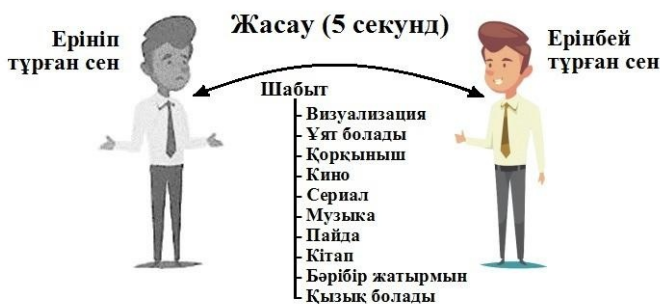 Жасау (5 секунд)
Ерініп
тұрған сен
Ерінбей
тұрған сен
Шабыт
- Визуализация
- Ұят болады
- Қорқыныш
- Кино
- Сериал
- Музыка
- Пайда
- Кітап
- Бәрібір жатырмын
- Қызық болады